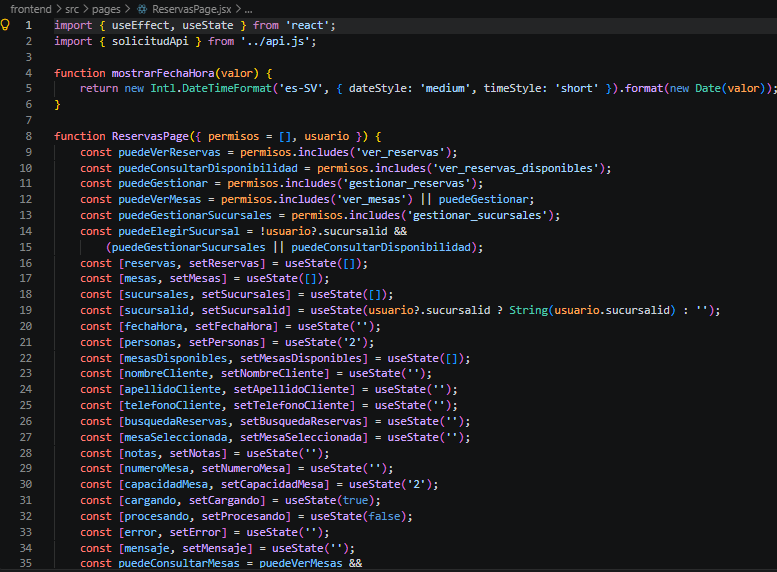 frontend > src > pages > ReservasPage.jsx > ...
1 import { useEffect, useState } from 'react';
2 import { solicitudApi } from '../api.js';
3
4 function mostrarFechaHora(valor) {
5 return new Intl.DateTimeFormat('es-SV', { dateStyle: 'medium', timeStyle: 'short' }).format(new Date(valor));
6 }
7
8 function ReservasPage({ permisos = [], usuario }) {
9 const puedeVerReservas = permisos.includes('ver_reservas');
10 const puedeConsultarDisponibilidad = permisos.includes('ver_reservas_disponibles');
11 const puedeGestionar = permisos.includes('gestionar_reservas');
12 const puedeVerMesas = permisos.includes('ver_mesas') || puedeGestionar;
13 const puedeGestionarSucursales = permisos.includes('gestionar_sucursales');
14 const puedeElegirSucursal = !usuario?.sucursalid &&
15 (puedeGestionarSucursales || puedeConsultarDisponibilidad);
16 const [reservas, setReservas] = useState([]);
17 const [mesas, setMesas] = useState([]);
18 const [sucursales, setSucursales] = useState([]);
19 const [sucursalid, setSucursalid] = useState(usuario?.sucursalid ? String(usuario.sucursalid) : '');
20 const [fechaHora, setFechaHora] = useState('');
21 const [personas, setPersonas] = useState('2');
22 const [mesasDisponibles, setMesasDisponibles] = useState([]);
23 const [nombreCliente, setNombreCliente] = useState('');
24 const [apellidoCliente, setApellidoCliente] = useState('');
25 const [telefonoCliente, setTelefonoCliente] = useState('');
26 const [busquedaReservas, setBusquedaReservas] = useState('');
27 const [mesaSeleccionada, setMesaSeleccionada] = useState('');
28 const [notas, setNotas] = useState('');
29 const [numeroMesa, setNumeroMesa] = useState('');
30 const [capacidadMesa, setCapacidadMesa] = useState('2');
31 const [cargando, setCargando] = useState(true);
32 const [procesando, setProcesando] = useState(false);
33 const [error, setError] = useState('');
34 const [mensaje, setMensaje] = useState('');
35 const puedeConsultarMesas = puedeVerMesas &&